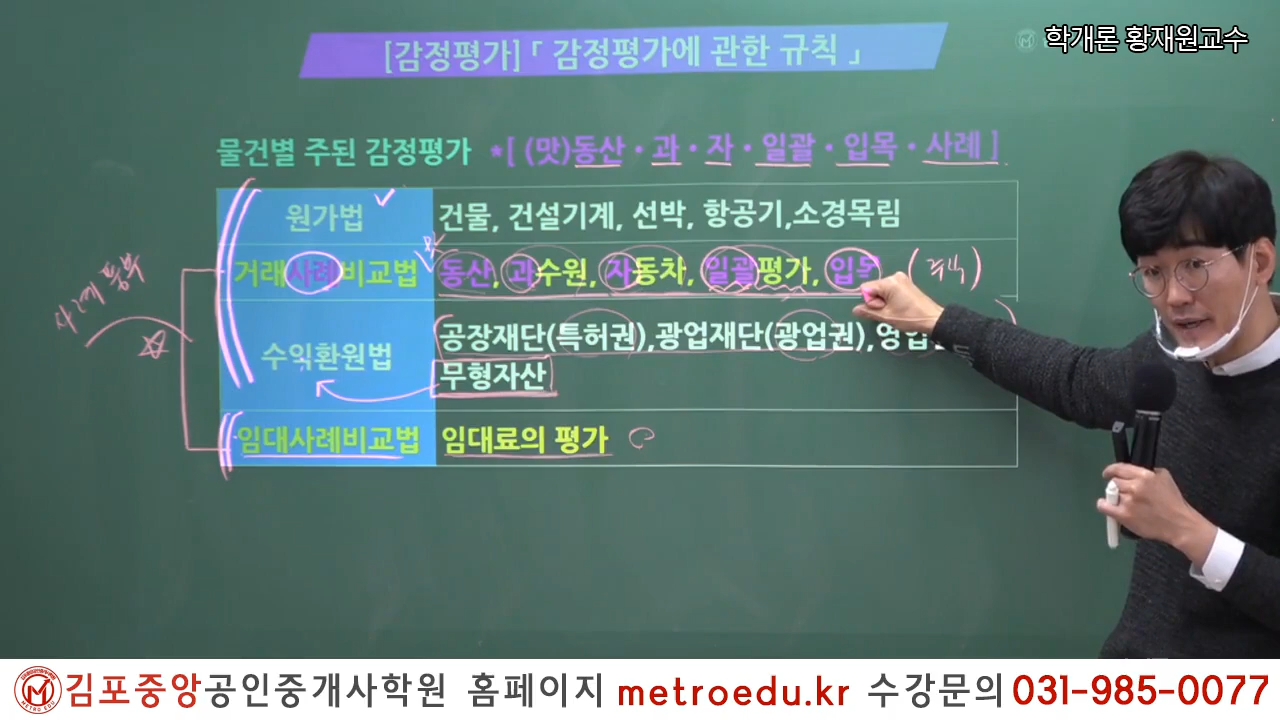 학개론 황재원교수
[감정평가]「 감정평가에 관한 규칙 」
물건별 주된 감정평가 *[ (맛)동산·과·자·일괄·입목·사례 ]
원가법 건물, 건설기계, 선박, 항공기,소경목림
거래사례비교법 동산, 과수원, 자동차, 일괄평가, 입목
수익환원법 공장재단(특허권),광업재단(광업권),
무형자산
임대사례비교법 임대료의 평가
METRO EDU
김포중앙공인중개사학원 홈페이지 metroedu.kr 수강문의 031-985-0077